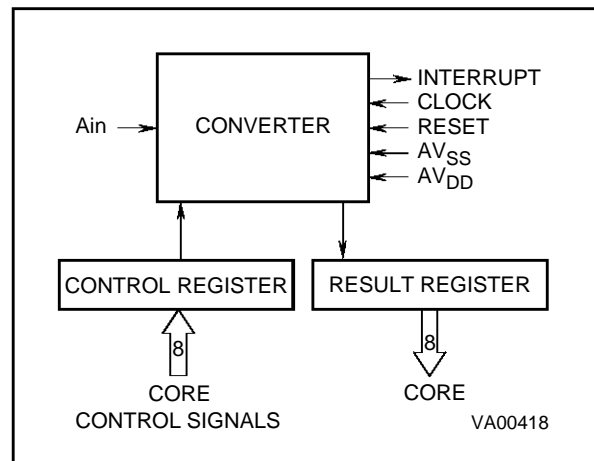 INTERRUPT
CLOCK
Ain
CONVERTER
RESET
AVSS
AVDD
CONTROL REGISTER
RESULT REGISTER
8
8
CORE
CONTROL SIGNALS
CORE
VA00418